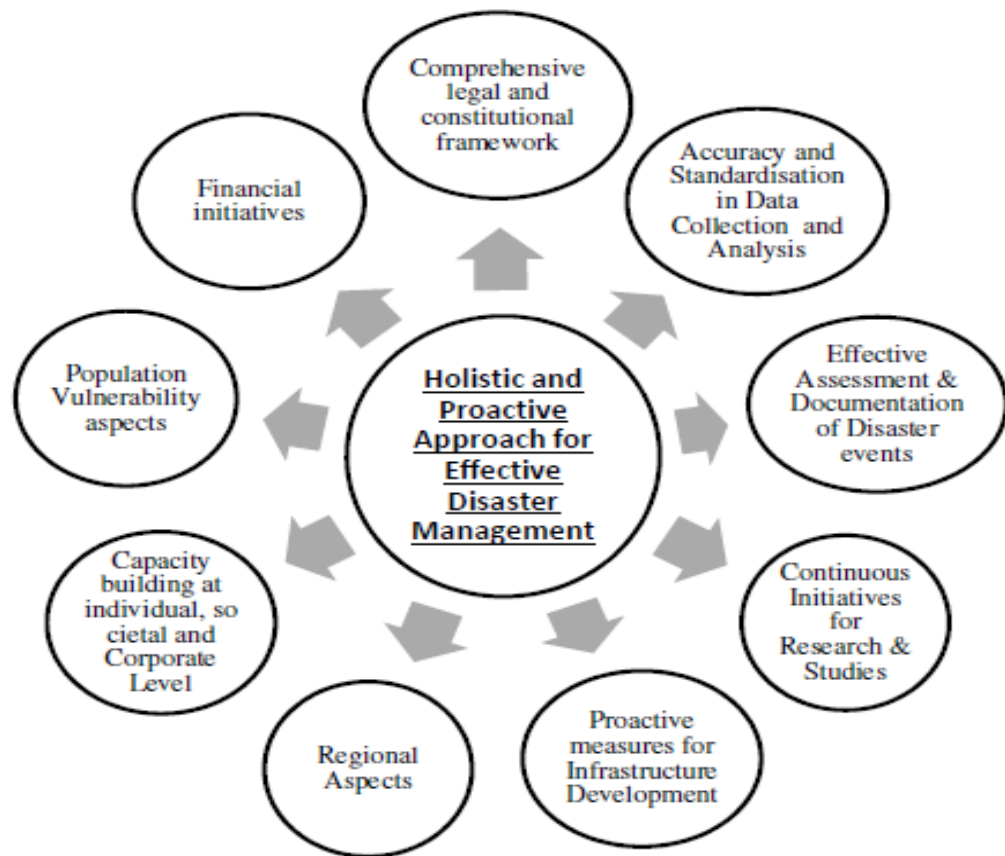 Comprehensive
legal and
constitutional
framework
Accuracy and
Standardisation
in Data
Collection and
Analysis
Effective
Assessment &
Documentation
of Disaster
events
Continuous
Initiatives
for
Research &
Studies
Proactive
measures for
Infrastructure
Development
Regional
Aspects
Capacity
building at
individual, so
cietal and
Corporate
Level
Population
Vulnerability
aspects
Financial
initiatives
Holistic and
Proactive
Approach for
Effective
Disaster
Management